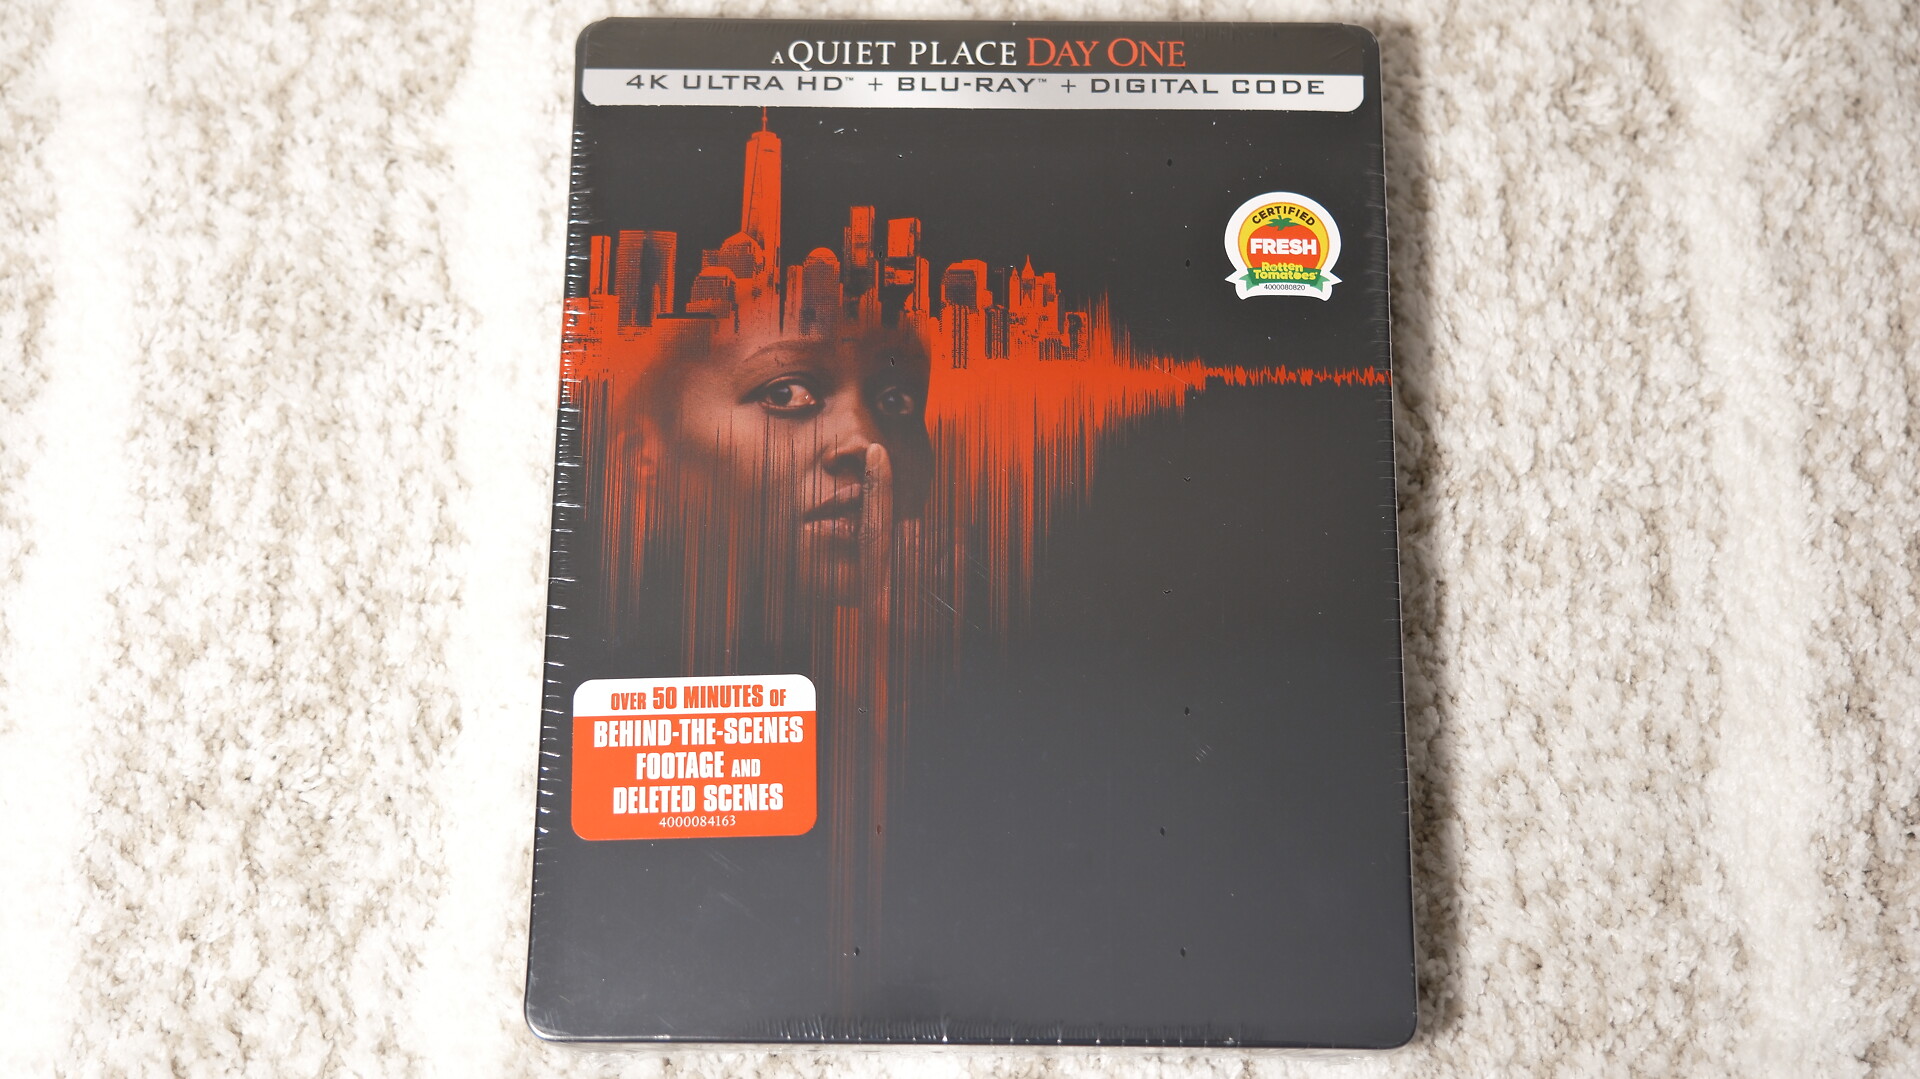 A QUIET PLACE DAY ONE
4K ULTRA HD™ + BLU-RAY™ + DIGITAL CODE
CERTIFIED
FRESH
Rotten
Tomatoes®
4000080820
OVER 50 MINUTES OF
BEHIND-THE-SCENES
FOOTAGE AND
DELETED SCENES
4000084163